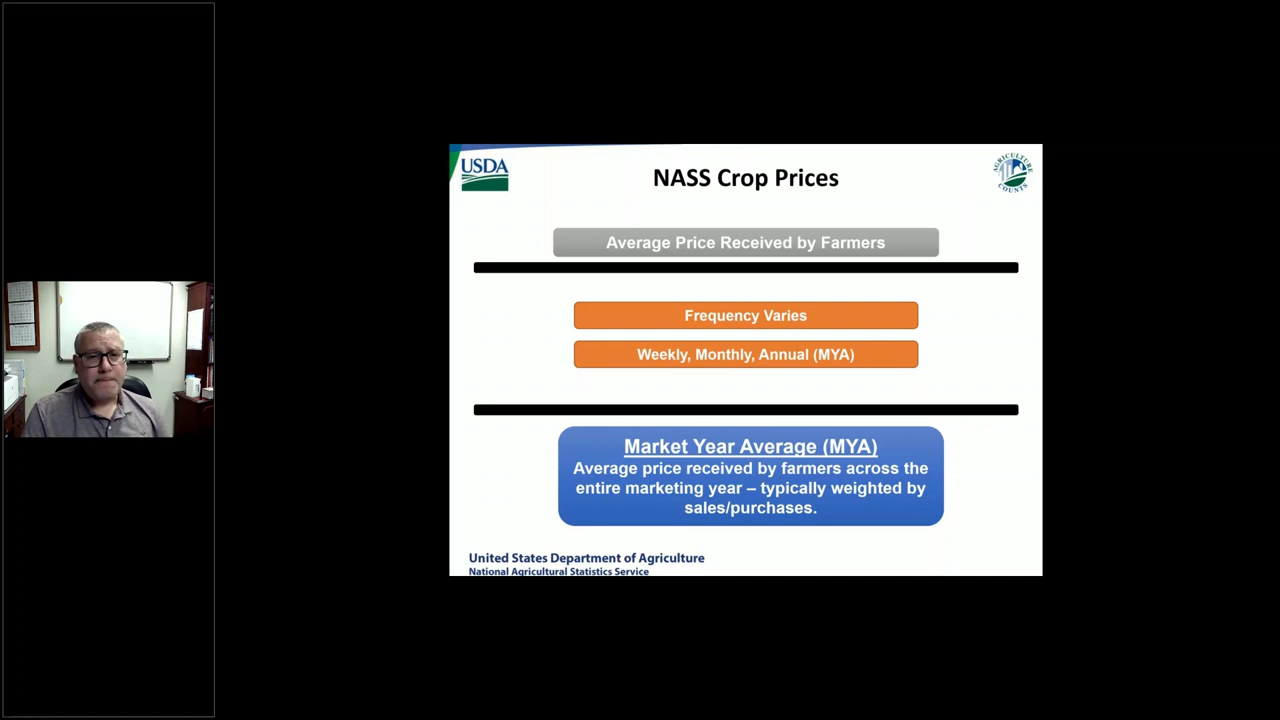 USDA
NASS Crop Prices
AGRICULTURE
COUNTS
Average Price Received by Farmers
Frequency Varies
Weekly, Monthly, Annual (MYA)
Market Year Average (MYA)
Average price received by farmers across the
entire marketing year – typically weighted by
sales/purchases.
United States Department of Agriculture
National Agricultural Statistics Service